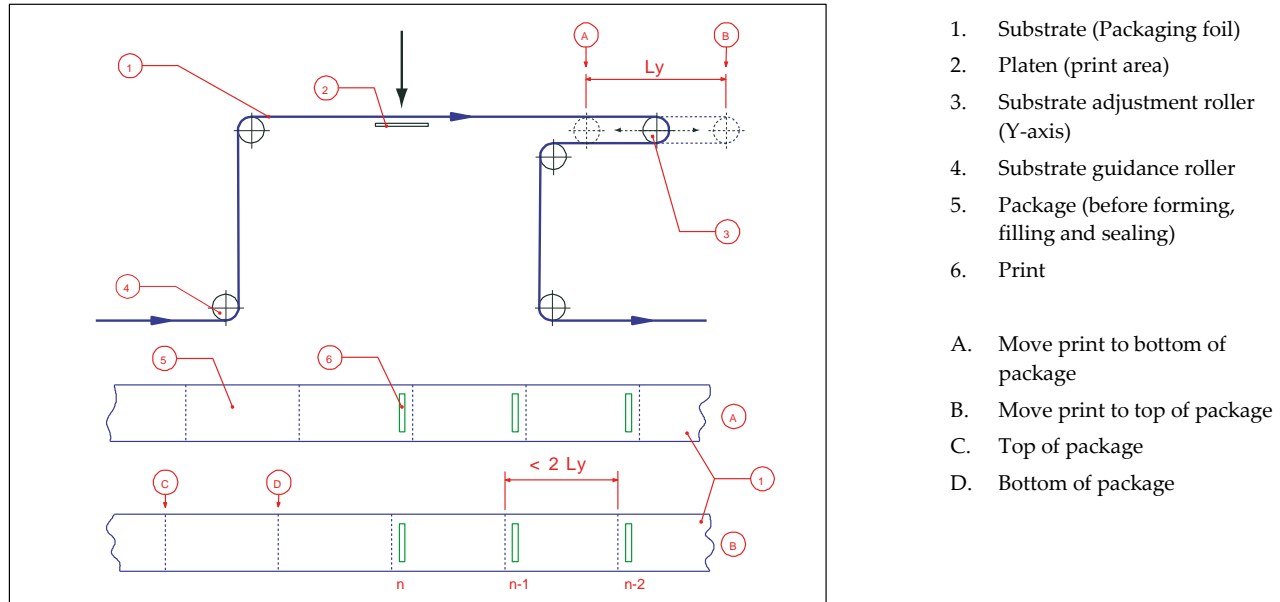 A
B
Ly
1
2
3
4
5
6
A
< 2 Ly
C
D
1
B
n
n-1
n-2
1. Substrate (Packaging foil)
2. Platen (print area)
3. Substrate adjustment roller
(Y-axis)
4. Substrate guidance roller
5. Package (before forming,
filling and sealing)
6. Print
A. Move print to bottom of
package
B. Move print to top of package
C. Top of package
D. Bottom of package